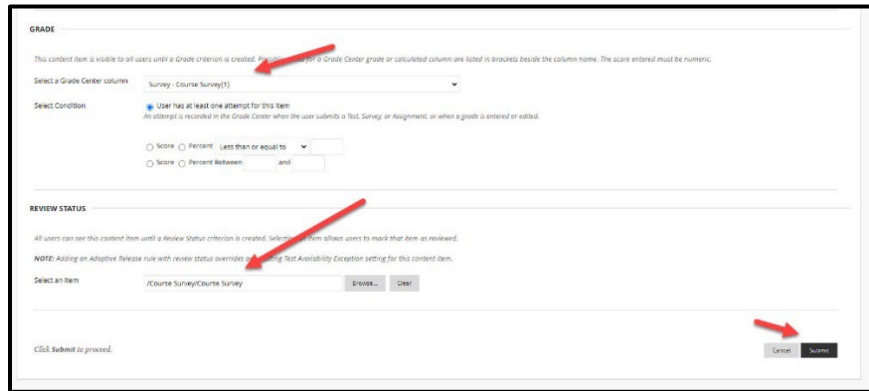 GRADE
This content item is visible to all users until a Grade criterion is created. for a Grade Center grade or calculated column are listed in brackets beside the column name. The score entered must be numeric.
Select a Grade Center column
Survey - Course Survey(1)
Select Condition
User has at least one attempt for this item
An attempt is recorded in the Grade Center when the user submits a Test, Survey, or Assignment, or when a grade is entered or edited.
Score Percent Less than or equal to
Score Percent Between and
REVIEW STATUS
All users can see this content item until a Review Status criterion is created. item allows users to mark that item as reviewed.
NOTE: Adding an Adaptive Release rule with review status overrides Test Availability Exception setting for this content item.
Select an Item
/Course Survey/Course Survey
Browse... Clear
Click Submit to proceed.
Cancel Submit